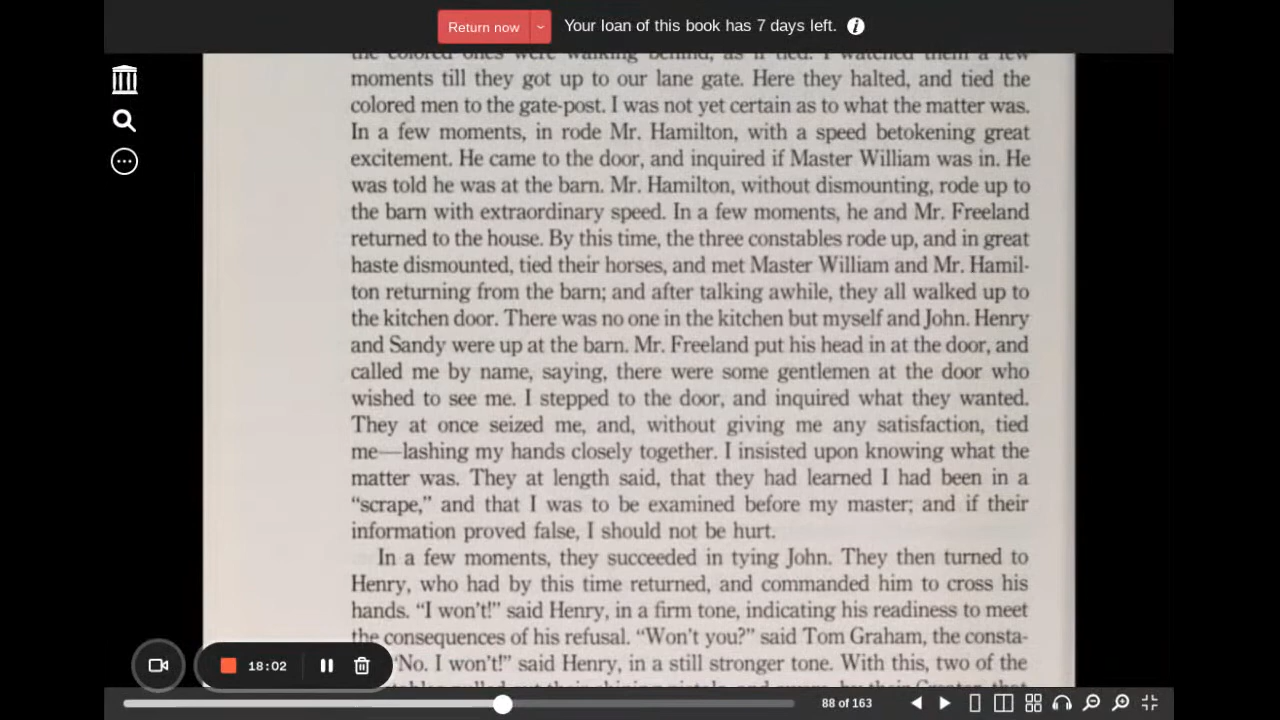 Return now
Your loan of this book has 7 days left.
the colored ones were walking behind, as if tied. I watched them a few
moments till they got up to our lane gate. Here they halted, and tied the
colored men to the gate-post. I was not yet certain as to what the matter was.
In a few moments, in rode Mr. Hamilton, with a speed betokening great
excitement. He came to the door, and inquired if Master William was in. He
was told he was at the barn. Mr. Hamilton, without dismounting, rode up to
the barn with extraordinary speed. In a few moments, he and Mr. Freeland
returned to the house. By this time, the three constables rode up, and in great
haste dismounted, tied their horses, and met Master William and Mr. Hamil-
ton returning from the barn; and after talking awhile, they all walked up to
the kitchen door. There was no one in the kitchen but myself and John. Henry
and Sandy were up at the barn. Mr. Freeland put his head in at the door, and
called me by name, saying, there were some gentlemen at the door who
wished to see me. I stepped to the door, and inquired what they wanted.
They at once seized me, and, without giving me any satisfaction, tied
me—lashing my hands closely together. I insisted upon knowing what the
matter was. They at length said, that they had learned I had been in a
“scrape,” and that I was to be examined before my master; and if their
information proved false, I should not be hurt.
In a few moments, they succeeded in tying John. They then turned to
Henry, who had by this time returned, and commanded him to cross his
hands. “I won’t!” said Henry, in a firm tone, indicating his readiness to meet
the consequences of his refusal. “Won’t you?” said Tom Graham, the consta-
“No. I won’t!” said Henry, in a still stronger tone. With this, two of the
18:02
88 of 163